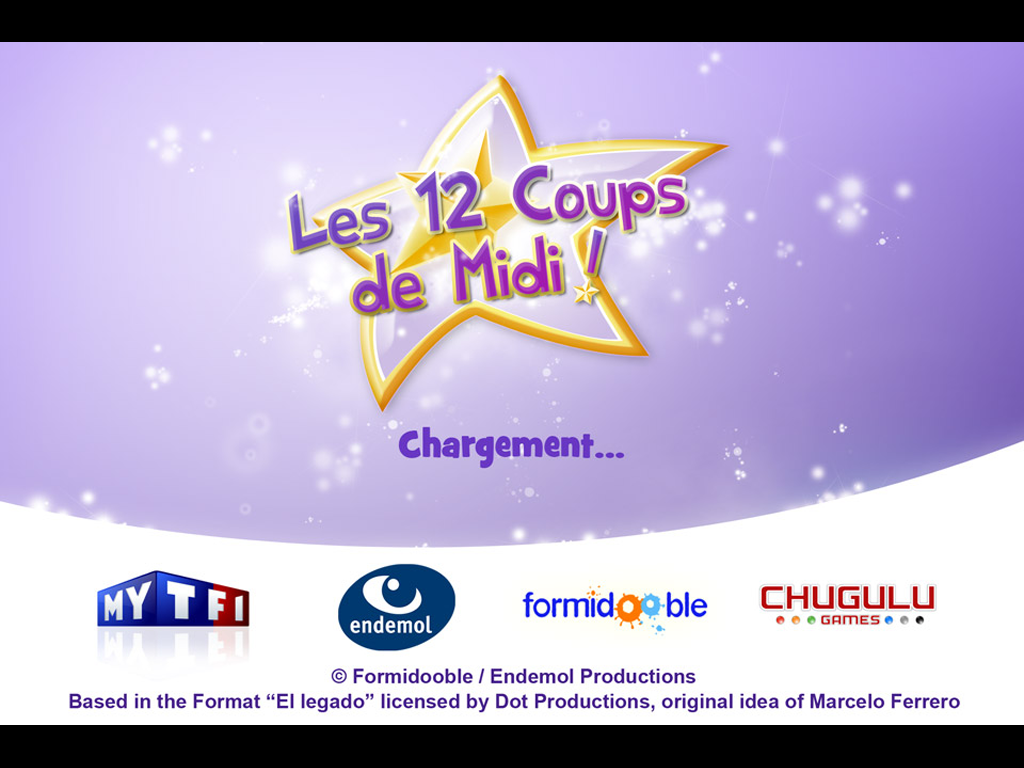 Les 12 Coups
de Midi !
Chargement...
MYTF1
endemol
formidooble
CHUGULU
GAMES
© Formidooble / Endemol Productions
Based in the Format “El legado” licensed by Dot Productions, original idea of Marcelo Ferrero